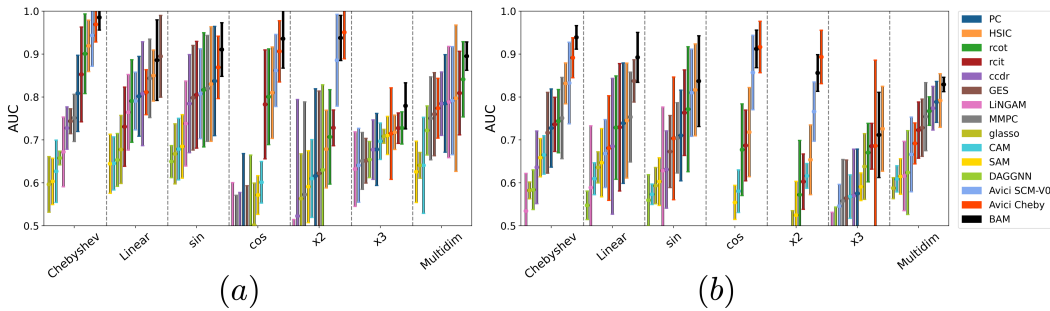 AUC
1.0
0.9
0.8
0.7
0.6
0.5
Chebyshev
Linear
sin
cos
x2
x3
Multidim
(a)
AUC
1.0
0.9
0.8
0.7
0.6
0.5
Chebyshev
Linear
sin
cos
x2
x3
Multidim
(b)
PC
HSIC
rcot
rcit
ccdr
GES
LiNGAM
MMPC
glasso
CAM
SAM
DAGGNN
Avici SCM-V0
Avici Cheby
BAM